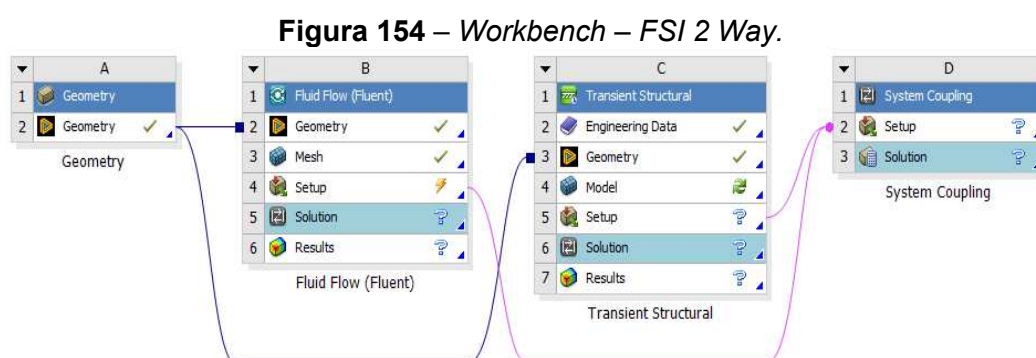 Figura 154 – Workbench – FSI 2 Way.
A
1 Geometry
2 Geometry
Geometry
B
1 Fluid Flow (Fluent)
2 Geometry
3 Mesh
4 Setup
5 Solution
6 Results
Fluid Flow (Fluent)
C
1 Transient Structural
2 Engineering Data
3 Geometry
4 Model
5 Setup
6 Solution
7 Results
Transient Structural
D
1 System Coupling
2 Setup
3 Solution
System Coupling